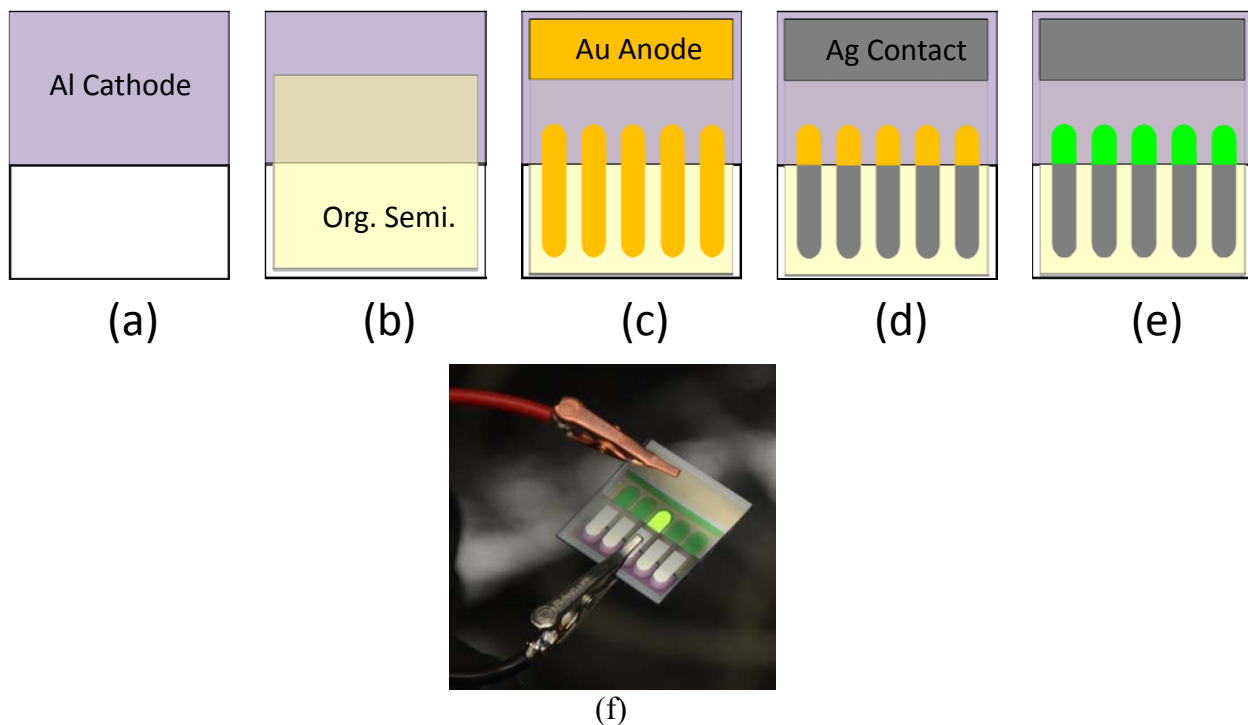 Al Cathode
Org. Semi.
Au Anode
Ag Contact
(a)
(b)
(c)
(d)
(e)
(f)